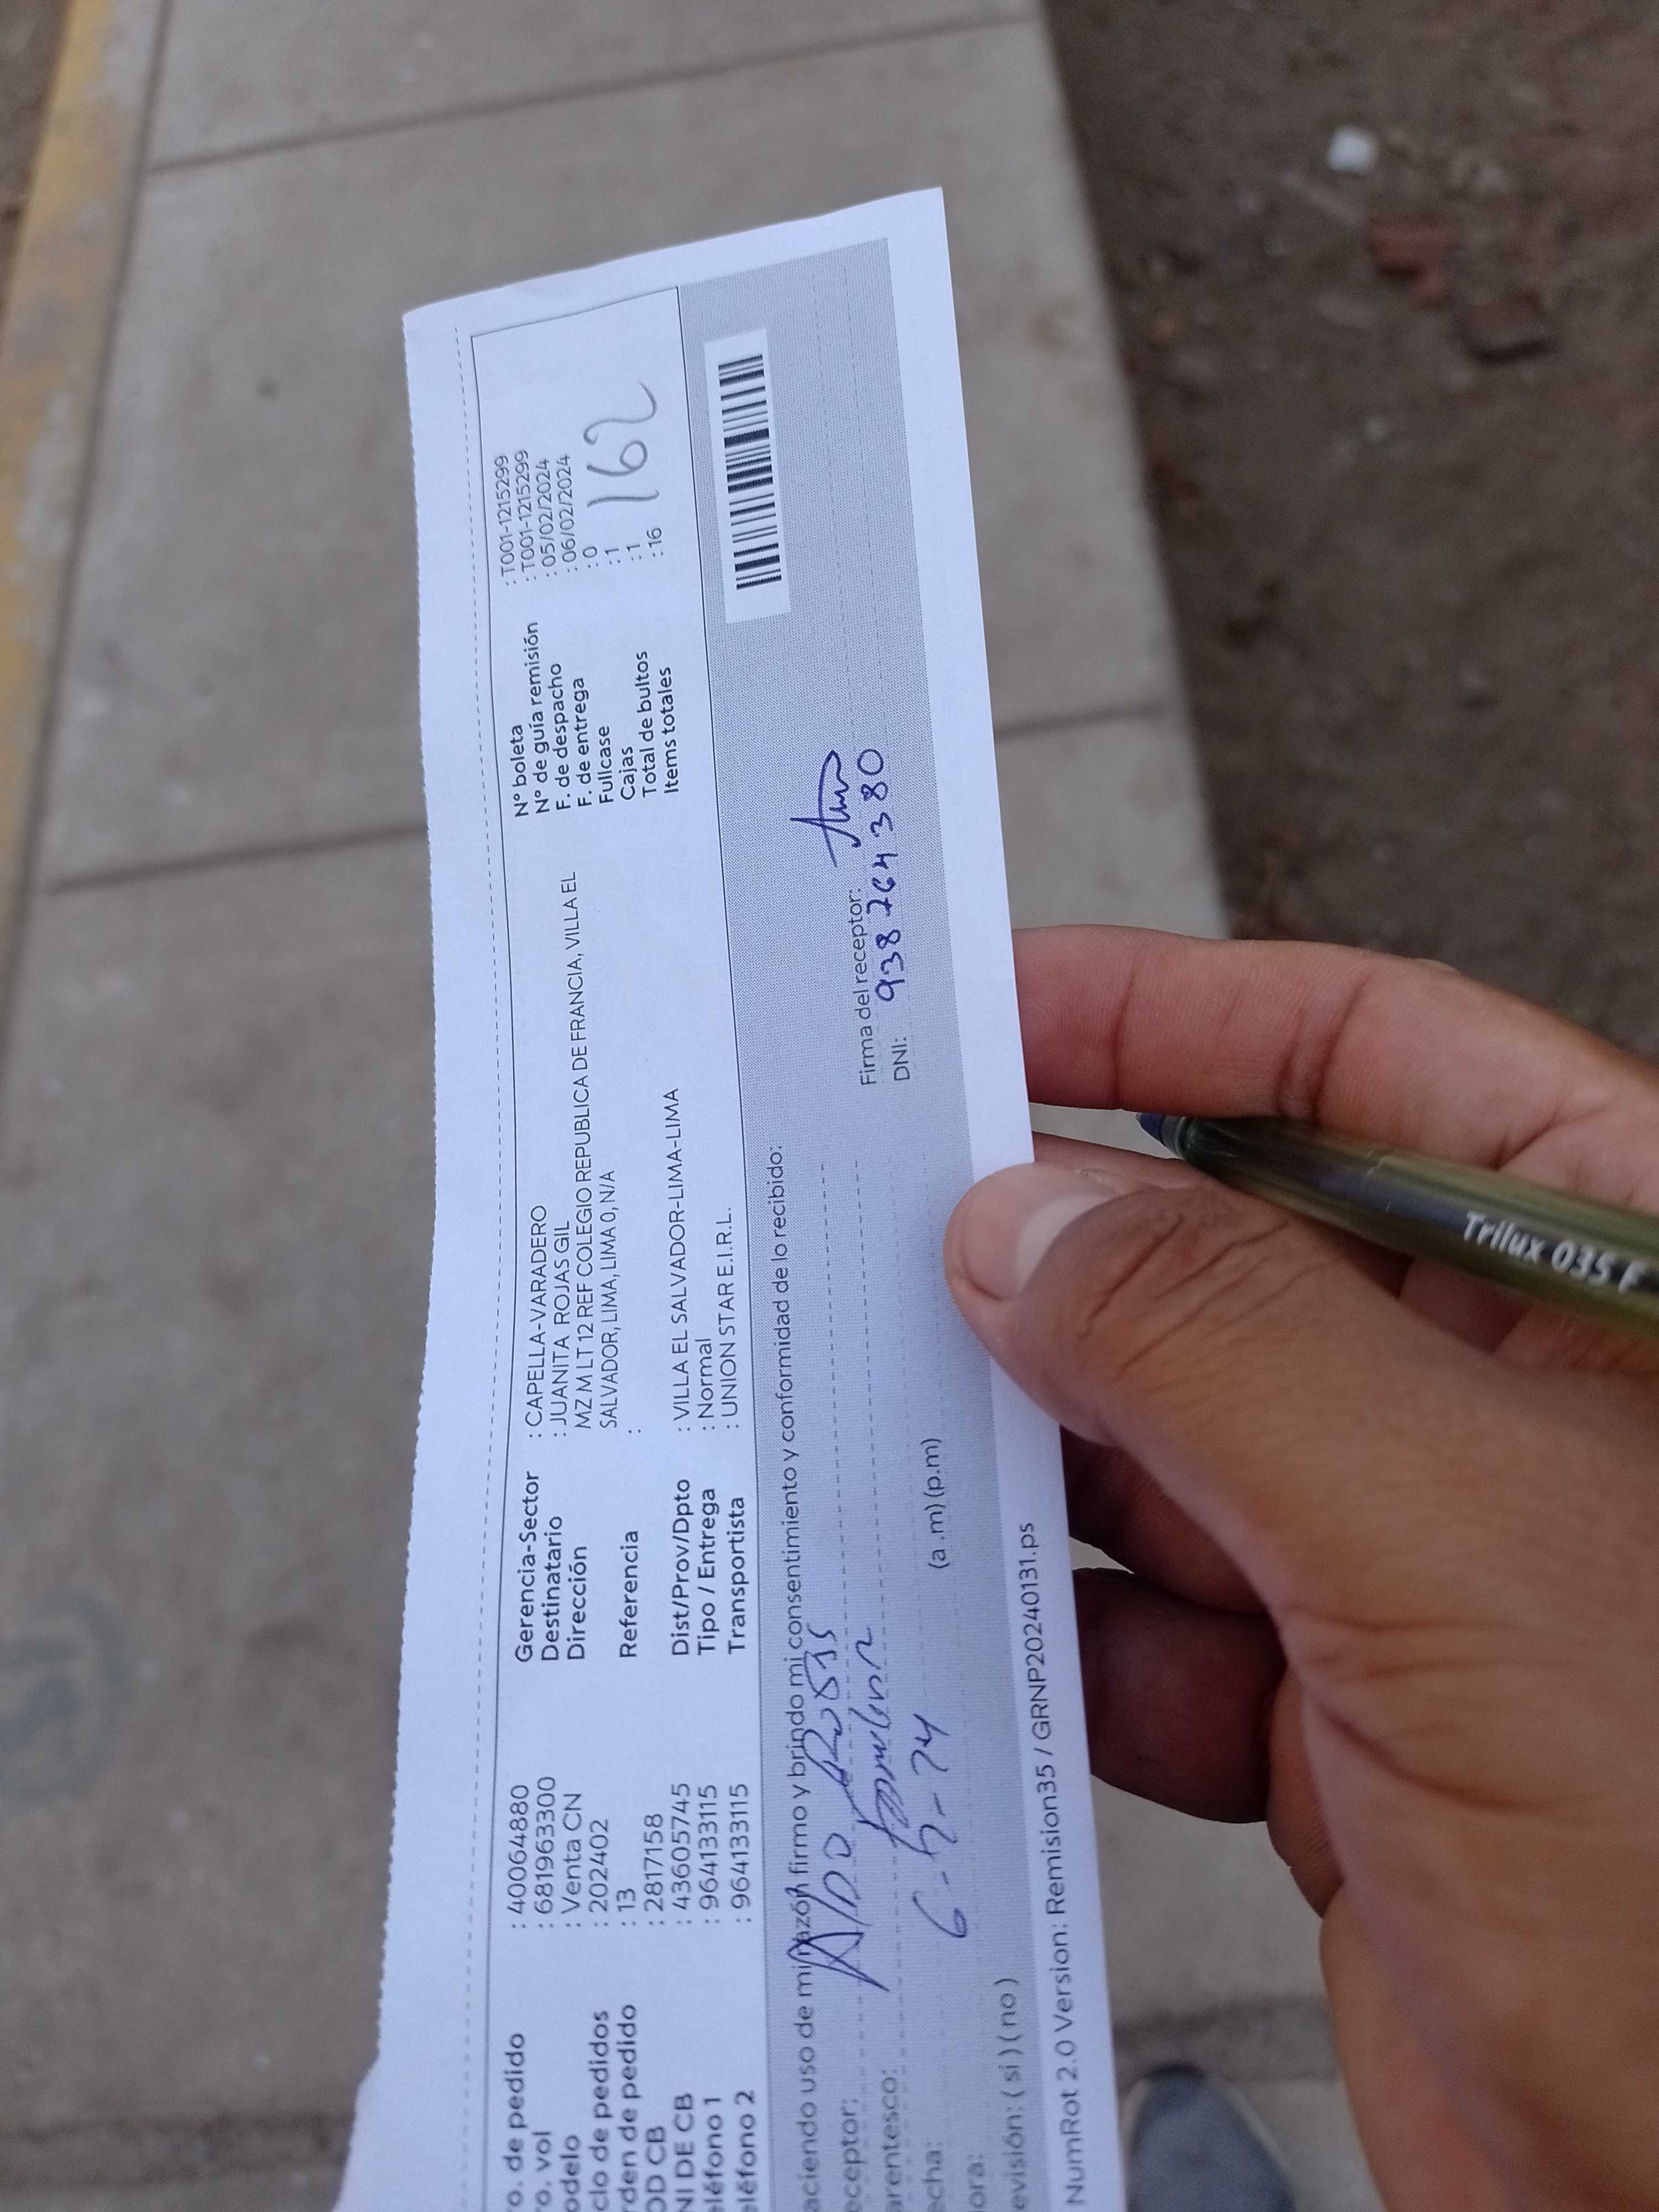 ro. de pedido : 40064880
ro. vol : 6819633300
odelo : Venta CN
clo de pedidos : 202402
rden de pedido : 13
OD CB : 2817158
NI DE CB : 43605745
eléfono 1 : 964133115
eléfono 2 : 964133115
Gerencia-Sector : CAPELLA-VARADERO
Destinatario : JUANITA ROJAS GIL
Dirección MZ M LT 12 REF COLEGIO REPUBLICA DE FRANCIA, VILLA EL
SALVADOR, LIMA, LIMA 0, N/A
Referencia :
Dist/Prov/Dpto : VILLA EL SALVADOR-LIMA-LIMA
Tipo / Entrega : Normal
Transportista : UNION STAR E.I.R.L.
N° boleta : T001-1215299
N° de guía remisión : T001-1215299
F. de despacho : 05/02/2024
F. de entrega : 06/02/2024
Fullcase : 0
Cajas : 1
Total de bultos : 1
Items totales : 16
162
aciendo uso de mi razón firmo y brindo mi consentimiento y conformidad de lo recibido:
eceptor: Aldo
arentesco:
echa: 6-
ora: (a .m) (p.m)
evisión: ( si ) ( no )
Firma del receptor:
DNI: 938264380
NumRot 2.0 Version: Remision35 / GRNP20240131.ps
Trilux 035 F